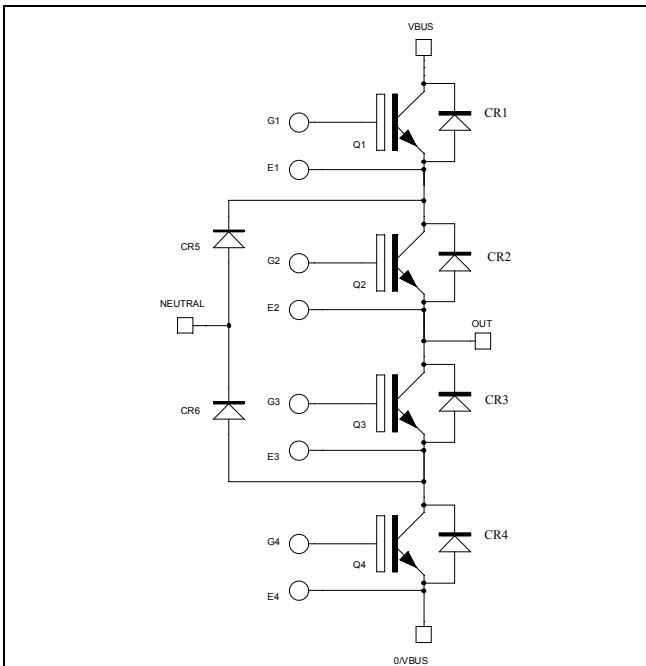 VBUS
CR1
G1
Q1
E1
CR5
CR2
G2
Q2
NEUTRAL
E2
OUT
CR6
G3
CR3
Q3
E3
G4
CR4
Q4
E4
0/VBUS